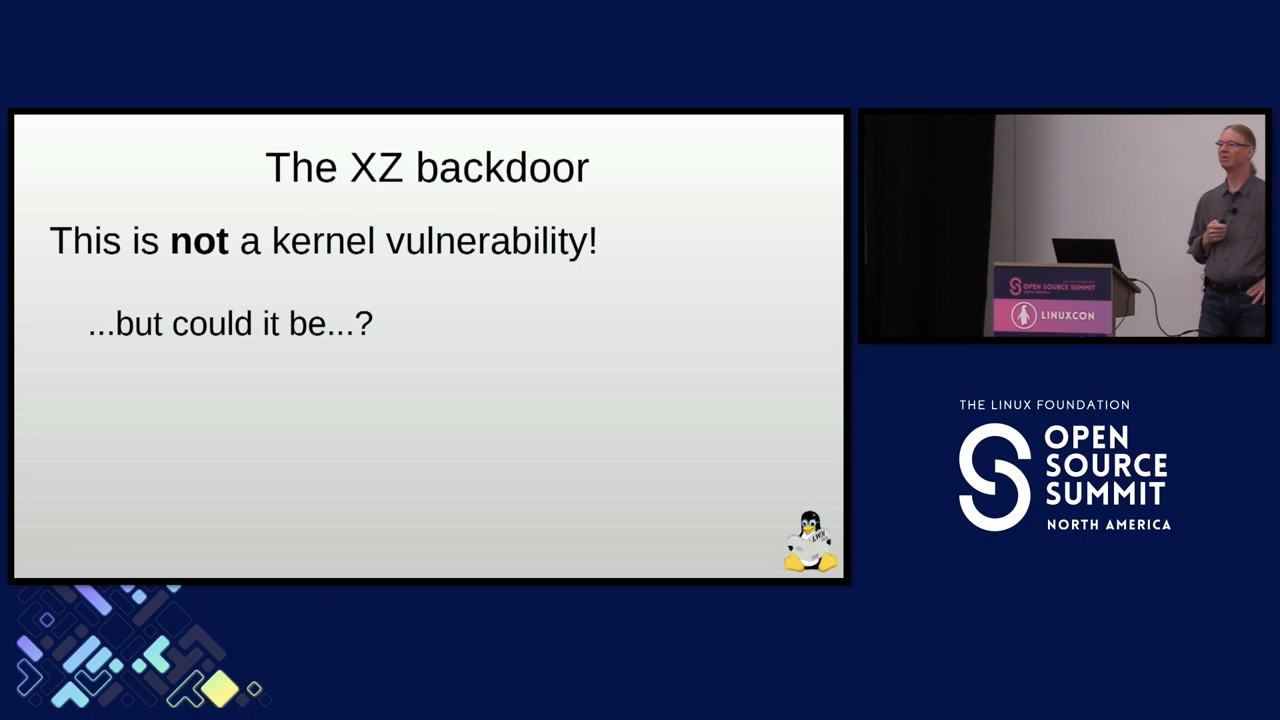 The XZ backdoor
This is not a kernel vulnerability!
...but could it be...?
LWN
OPEN SOURCE SUMMIT
LINUXCON
THE LINUX FOUNDATION
OPEN
SOURCE
SUMMIT
NORTH AMERICA